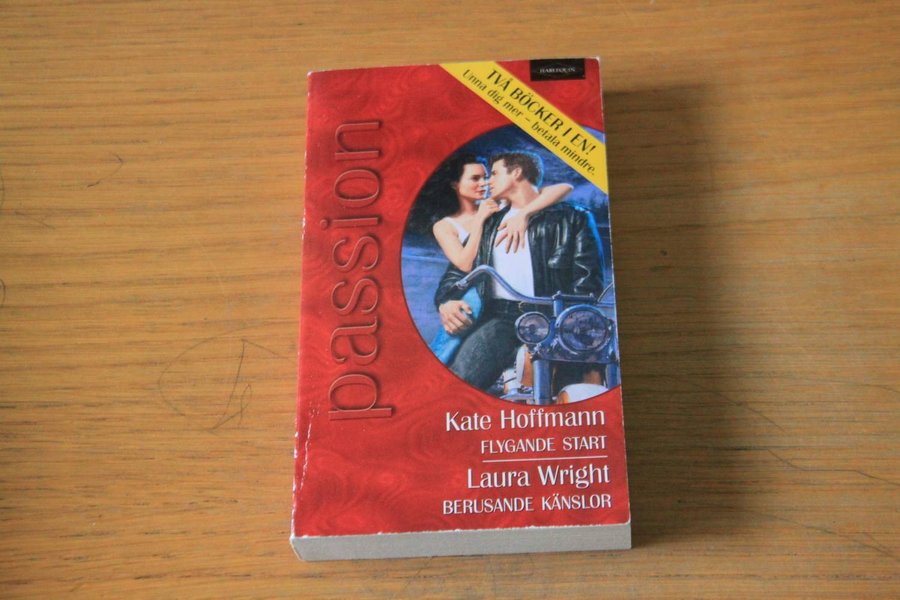 HARLEQUIN
TVÅ BÖCKER I EN!
Unna dig mer – betala mindre.
passion
Kate Hoffmann
FLYGANDE START
Laura Wright
BERUSANDE KÄNSLOR